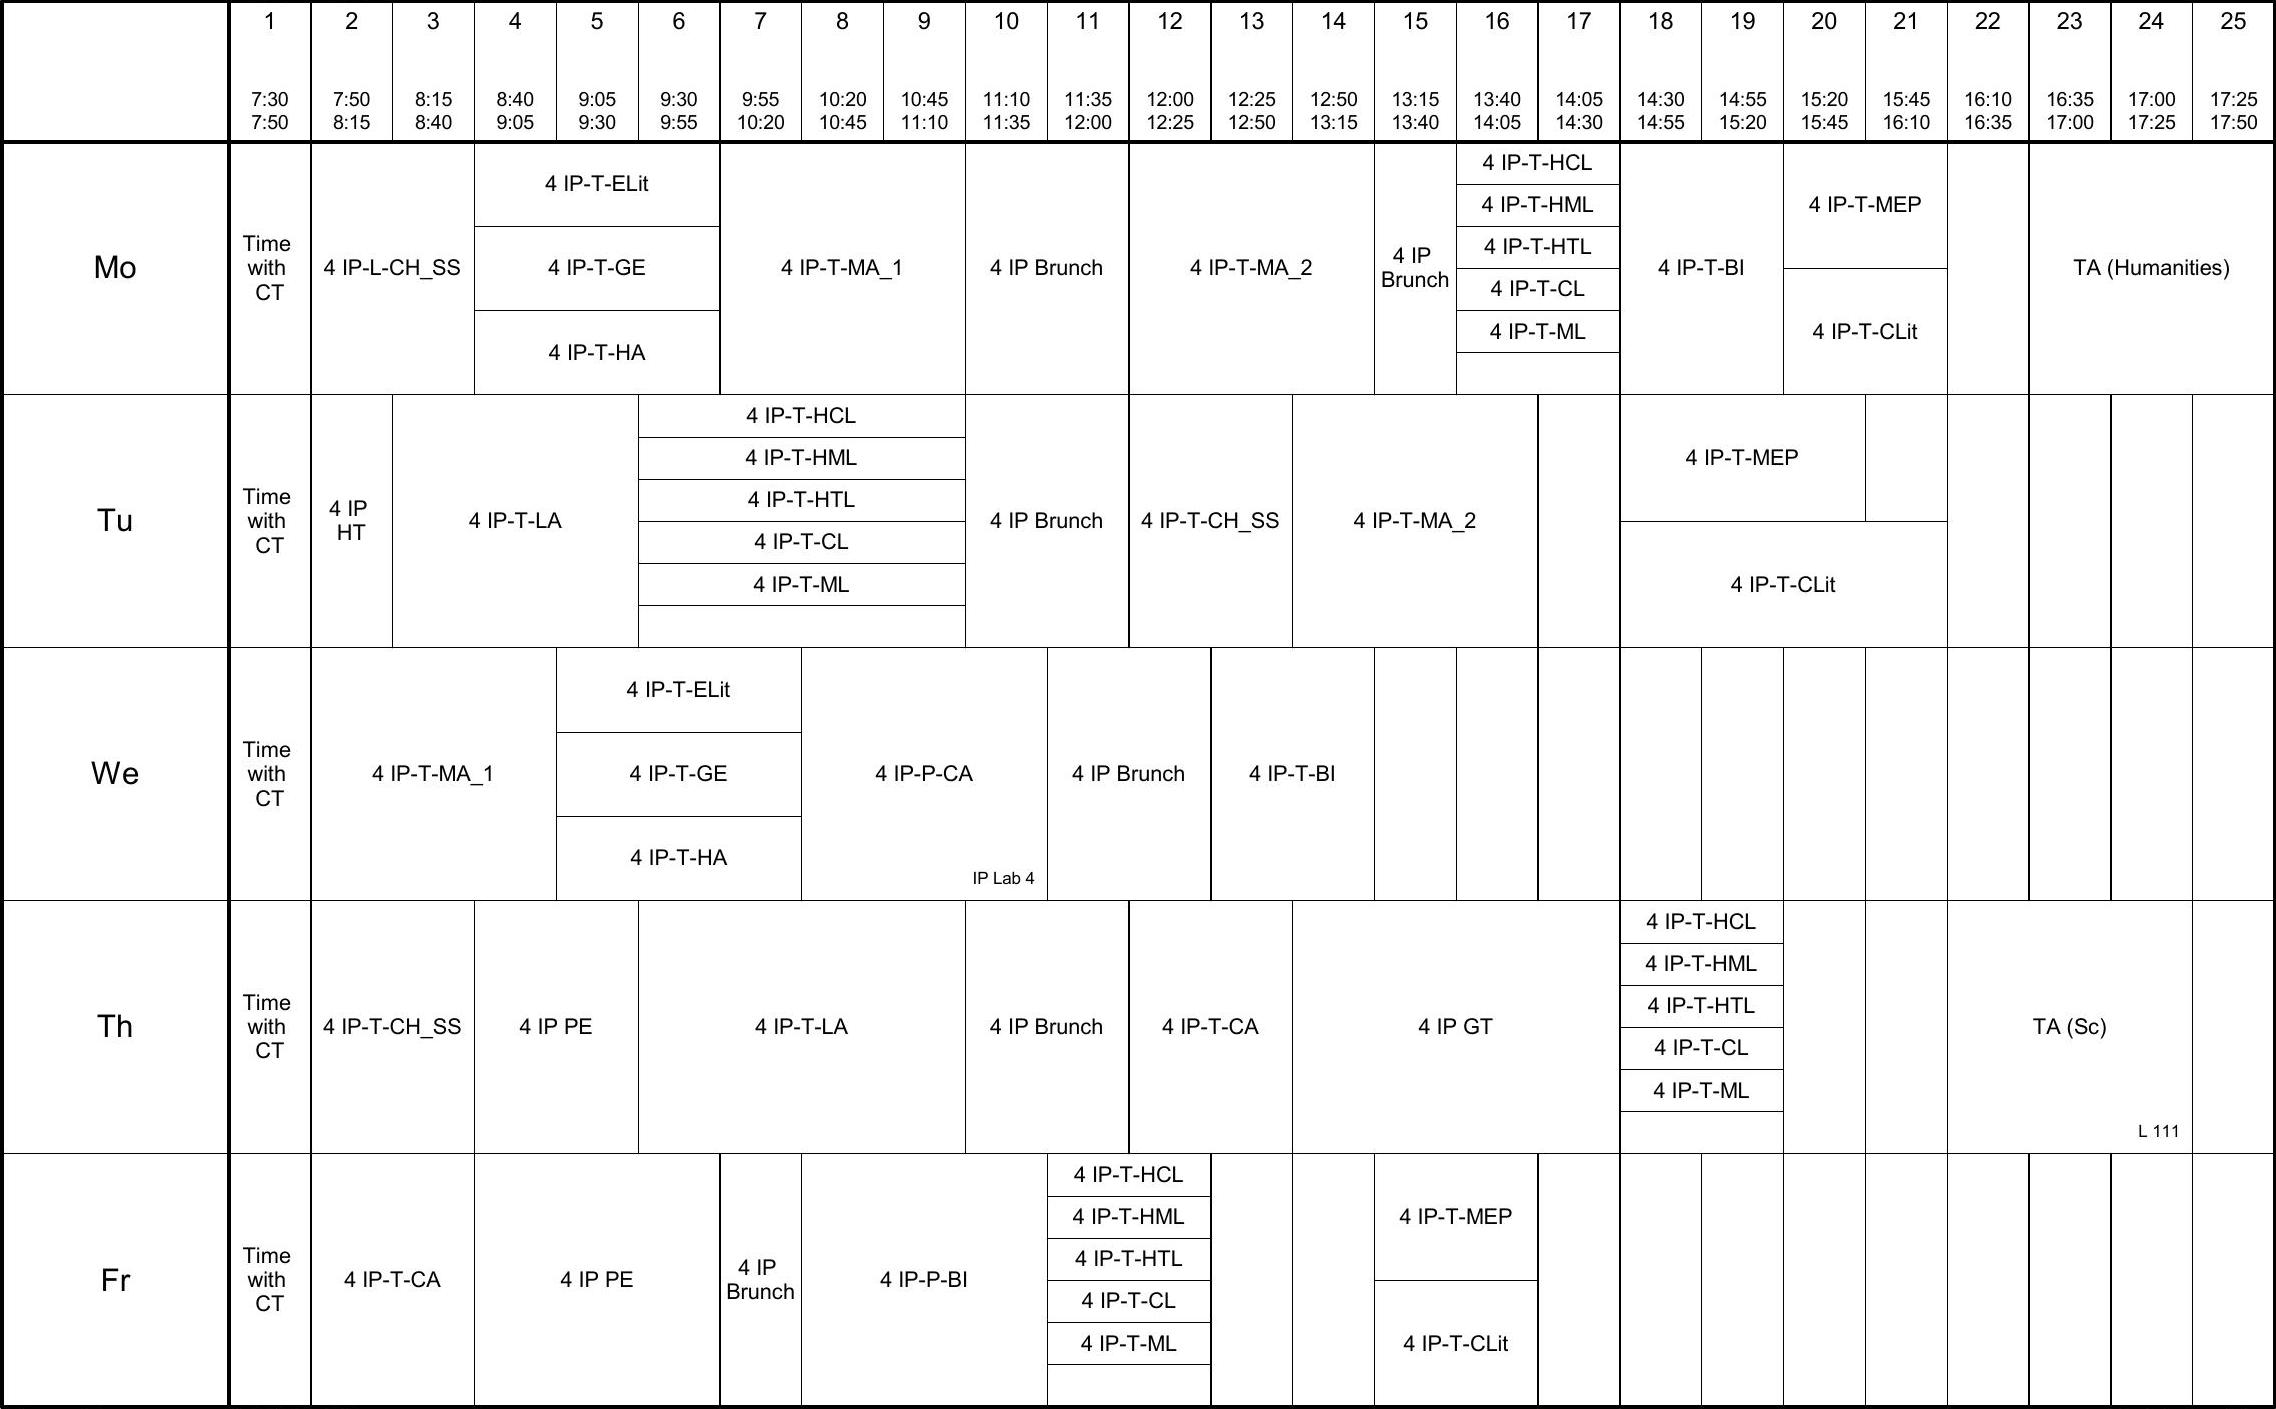 1 2 3 4 5 6 7 8 9 10 11 12 13 14 15 16 17 18 19 20 21 22 23 24 25
7:30 7:50 8:15 8:40 9:05 9:30 9:55 10:20 10:45 11:10 11:35 12:00 12:25 12:50 13:15 13:40 14:05 14:30 14:55 15:20 15:45 16:10 16:35 17:00 17:25
7:50 8:15 8:40 9:05 9:30 9:55 10:20 10:45 11:10 11:35 12:00 12:25 12:50 13:15 13:40 14:05 14:30 14:55 15:20 15:45 16:10 16:35 17:00 17:25 17:50
Mo
Time
with
CT
4 IP-L-CH_SS
4 IP-T-ELit
4 IP-T-GE
4 IP-T-HA
4 IP-T-MA_1
4 IP Brunch
4 IP-T-MA_2
4 IP
Brunch
4 IP-T-HCL
4 IP-T-HML
4 IP-T-HTL
4 IP-T-CL
4 IP-T-ML
4 IP-T-BI
4 IP-T-MEP
4 IP-T-CLit
TA (Humanities)
Tu
Time
with
CT
4 IP
HT
4 IP-T-LA
4 IP-T-HCL
4 IP-T-HML
4 IP-T-HTL
4 IP-T-CL
4 IP-T-ML
4 IP Brunch
4 IP-T-CH_SS
4 IP-T-MA_2
4 IP-T-MEP
4 IP-T-CLit
We
Time
with
CT
4 IP-T-MA_1
4 IP-T-ELit
4 IP-T-GE
4 IP-T-HA
4 IP-P-CA
IP Lab 4
4 IP Brunch
4 IP-T-BI
Th
Time
with
CT
4 IP-T-CH_SS
4 IP PE
4 IP-T-LA
4 IP Brunch
4 IP-T-CA
4 IP GT
4 IP-T-HCL
4 IP-T-HML
4 IP-T-HTL
4 IP-T-CL
4 IP-T-ML
TA (Sc)
L 111
Fr
Time
with
CT
4 IP-T-CA
4 IP PE
4 IP
Brunch
4 IP-P-BI
4 IP-T-HCL
4 IP-T-HML
4 IP-T-HTL
4 IP-T-CL
4 IP-T-ML
4 IP-T-MEP
4 IP-T-CLit